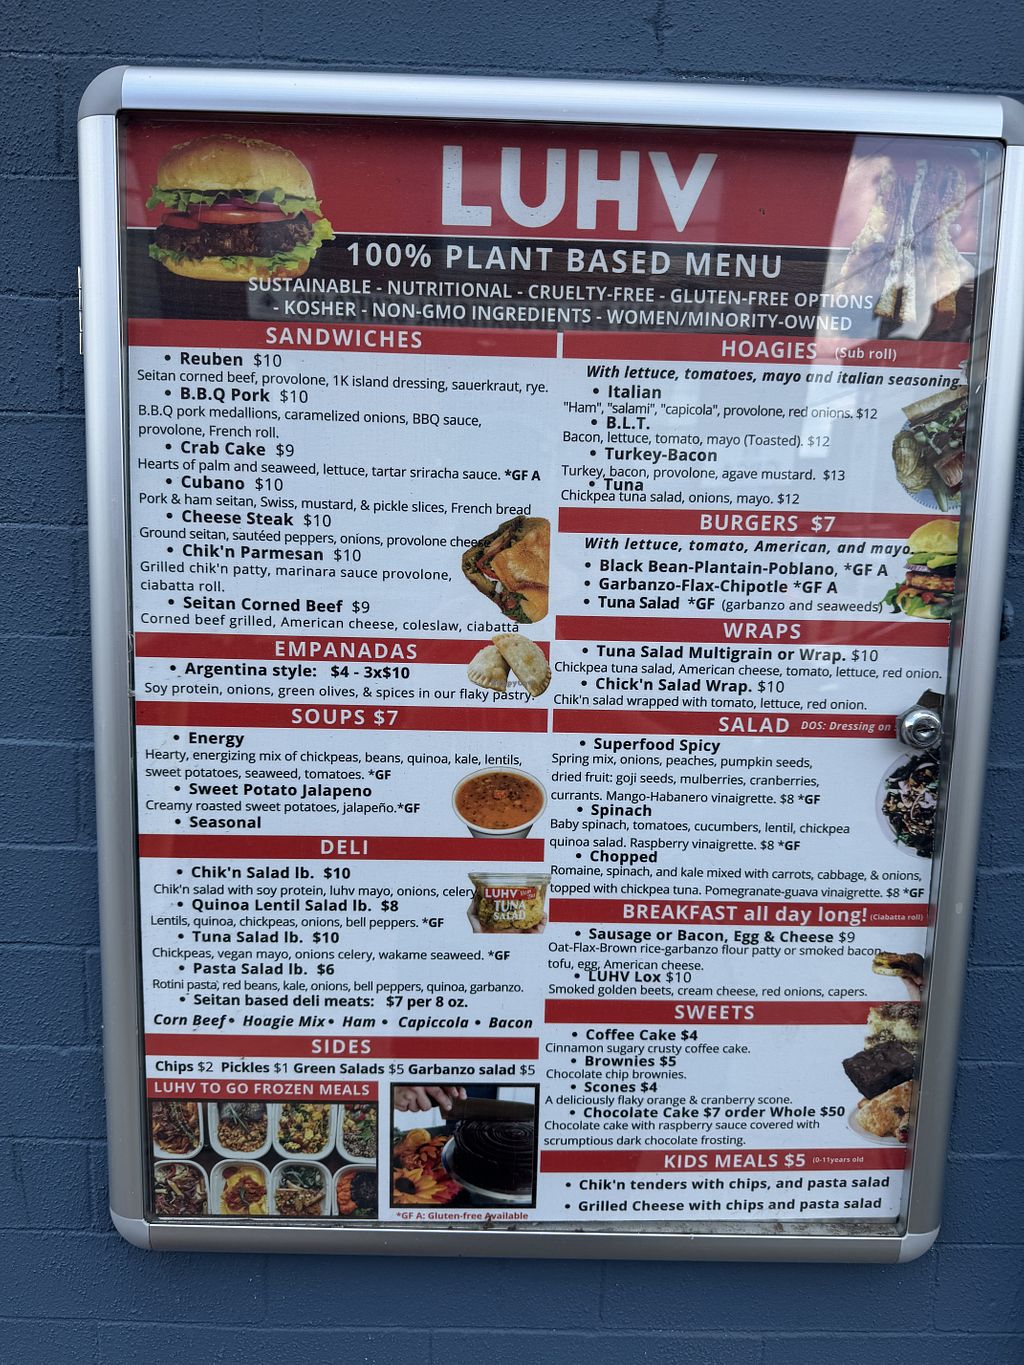 LUHV
100% PLANT BASED MENU
SUSTAINABLE - NUTRITIONAL - CRUELTY-FREE - GLUTEN-FREE OPTIONS
- KOSHER - NON-GMO INGREDIENTS - WOMEN/MINORITY-OWNED
SANDWICHES
• Reuben $10
Seitan corned beef, provolone, 1K island dressing, sauerkraut, rye.
• B.B.Q Pork $10
B.B.Q pork medallions, caramelized onions, BBQ sauce,
provolone, French roll.
• Crab Cake $9
Hearts of palm and seaweed, lettuce, tartar sriracha sauce. *GF A
• Cubano $10
Pork & ham seitan, Swiss, mustard, & pickle slices, French bread
• Cheese Steak $10
Ground seitan, sautéed peppers, onions, provolone cheese
• Chik'n Parmesan $10
Grilled chik'n patty, marinara sauce provolone,
ciabatta roll.
• Seitan Corned Beef $9
Corned beef grilled, American cheese, coleslaw, ciabatta
EMPANADAS
• Argentina style: $4 - 3x$10
Soy protein, onions, green olives, & spices in our flaky pastry.
SOUPS $7
• Energy
Hearty, energizing mix of chickpeas, beans, quinoa, kale, lentils,
sweet potatoes, seaweed, tomatoes. *GF
• Sweet Potato Jalapeno
Creamy roasted sweet potatoes, jalapeño.*GF
• Seasonal
DELI
• Chik'n Salad lb. $10
Chik'n salad with soy protein, luhv mayo, onions, celery
• Quinoa Lentil Salad lb. $8
Lentils, quinoa, chickpeas, onions, bell peppers. *GF
• Tuna Salad lb. $10
Chickpeas, vegan mayo, onions celery, wakame seaweed. *GF
• Pasta Salad lb. $6
Rotini pasta, red beans, kale, onions, bell peppers, quinoa, garbanzo.
• Seitan based deli meats: $7 per 8 oz.
Corn Beef • Hoagie Mix • Ham • Capiccola • Bacon
LUHV
TUNA
SALAD
SIDES
Chips $2 Pickles $1 Green Salads $5 Garbanzo salad $5
LUHV TO GO FROZEN MEALS
*GF A: Gluten-free Available
HOAGIES (Sub roll)
With lettuce, tomatoes, mayo and italian seasoning.
• Italian
"Ham", "salami", "capicola", provolone, red onions. $12
• B.L.T.
Bacon, lettuce, tomato, mayo (Toasted). $12
• Turkey-Bacon
Turkey, bacon, provolone, agave mustard. $13
• Tuna
Chickpea tuna salad, onions, mayo. $12
BURGERS $7
With lettuce, tomato, American, and mayo.
• Black Bean-Plantain-Poblano, *GF A
• Garbanzo-Flax-Chipotle *GF A
• Tuna Salad *GF (garbanzo and seaweeds)
WRAPS
• Tuna Salad Multigrain or Wrap. $10
Chickpea tuna salad, American cheese, tomato, lettuce, red onion.
• Chick'n Salad Wrap. $10
Chik'n salad wrapped with tomato, lettuce, red onion.
SALAD DOS: Dressing on
• Superfood Spicy
Spring mix, onions, peaches, pumpkin seeds,
dried fruit: goji seeds, mulberries, cranberries,
currants. Mango-Habanero vinaigrette. $8 *GF
• Spinach
Baby spinach, tomatoes, cucumbers, lentil, chickpea
quinoa salad. Raspberry vinaigrette. $8 *GF
• Chopped
Romaine, spinach, and kale mixed with carrots, cabbage, & onions,
topped with chickpea tuna. Pomegranate-guava vinaigrette. $8 *GF
BREAKFAST all day long! (Ciabatta roll)
• Sausage or Bacon, Egg & Cheese $9
Oat-Flax-Brown rice-garbanzo flour patty or smoked bacon,
tofu, egg, American cheese.
• LUHV Lox $10
Smoked golden beets, cream cheese, red onions, capers.
SWEETS
• Coffee Cake $4
Cinnamon sugary crusty coffee cake.
• Brownies $5
Chocolate chip brownies.
• Scones $4
A deliciously flaky orange & cranberry scone.
• Chocolate Cake $7 order Whole $50
Chocolate cake with raspberry sauce covered with
scrumptious dark chocolate frosting.
KIDS MEALS $5 (0-11years old
• Chik'n tenders with chips, and pasta salad
• Grilled Cheese with chips and pasta salad